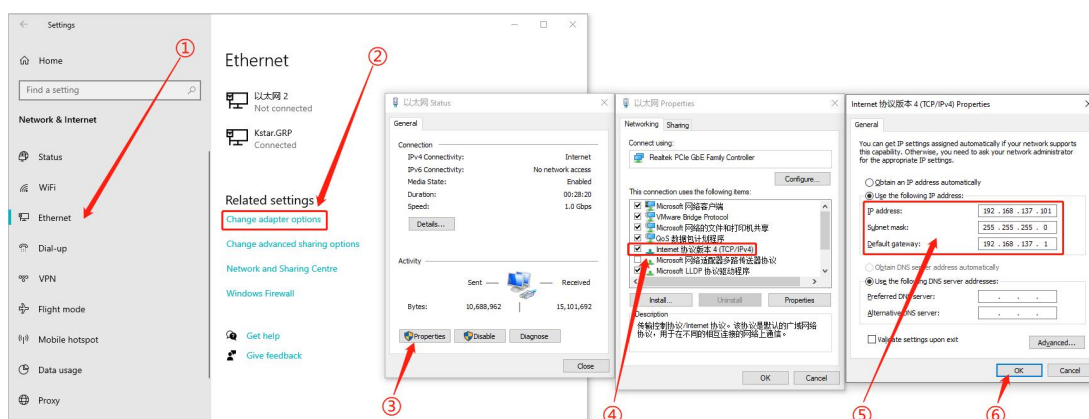 Settings
Home
Find a setting
Network & Internet
Status
WiFi
Ethernet
Dial-up
VPN
Flight mode
Mobile hotspot
Data usage
Proxy
①
Ethernet
以太网 2
Not connected
Kstar.GRP
Connected
Related settings
Change adapter options
Change advanced sharing options
Network and Sharing Centre
Windows Firewall
Get help
Give feedback
②
以太网 Status
General
Connection
IPv4 Connectivity: Internet
IPv6 Connectivity: No network access
Media State: Enabled
Duration: 00:28:20
Speed: 1.0 Gbps
Details...
Activity
Sent Received
Bytes: 10,688,962 15,101,692
Properties Disable Diagnose
Close
③
以太网 Properties
Networking Sharing
Connect using:
Realtek PCIe GbE Family Controller
Configure...
This connection uses the following items:
Microsoft 网络客户端
VMware Bridge Protocol
Microsoft 网络的文件和打印机共享
QoS 数据包计划程序
Internet 协议版本 4 (TCP/IPv4)
Microsoft 网络适配器多路传送器协议
Microsoft LLDP 协议驱动程序
Install... Uninstall Properties
Description
传输控制协议/Internet 协议。该协议是默认的广域网络
协议，用于在不同的相互连接的网络上通信。
OK Cancel
④
Internet 协议版本 4 (TCP/IPv4) Properties
General
You can get IP settings assigned automatically if your network supports
this capability. Otherwise, you need to ask your network administrator
for the appropriate IP settings.
Obtain an IP address automatically
Use the following IP address:
IP address: 192 . 168 . 137 . 101
Subnet mask: 255 . 255 . 255 . 0
Default gateway: 192 . 168 . 137 . 1
Obtain DNS server address automatically
Use the following DNS server addresses:
Preferred DNS server: . . .
Alternative DNS server: . . .
Validate settings upon exit
Advanced...
OK Cancel
⑤
⑥